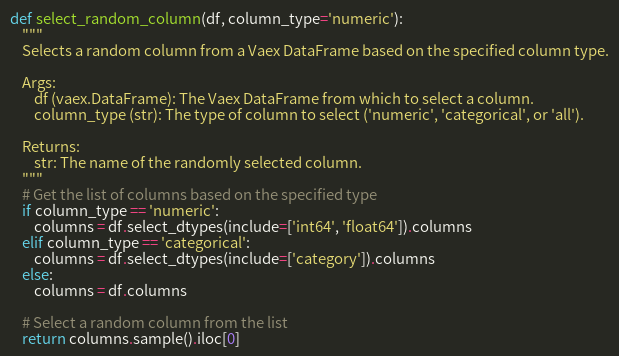 def select_random_column(df, column_type='numeric'):
    """
    Selects a random column from a Vaex DataFrame based on the specified column type.

    Args:
        df (vaex.DataFrame): The Vaex DataFrame from which to select a column.
        column_type (str): The type of column to select ('numeric', 'categorical', or 'all').

    Returns:
        str: The name of the randomly selected column.
    """
    # Get the list of columns based on the specified type
    if column_type == 'numeric':
        columns = df.select_dtypes(include=['int64', 'float64']).columns
    elif column_type == 'categorical':
        columns = df.select_dtypes(include=['category']).columns
    else:
        columns = df.columns

    # Select a random column from the list
    return columns.sample().iloc[0]